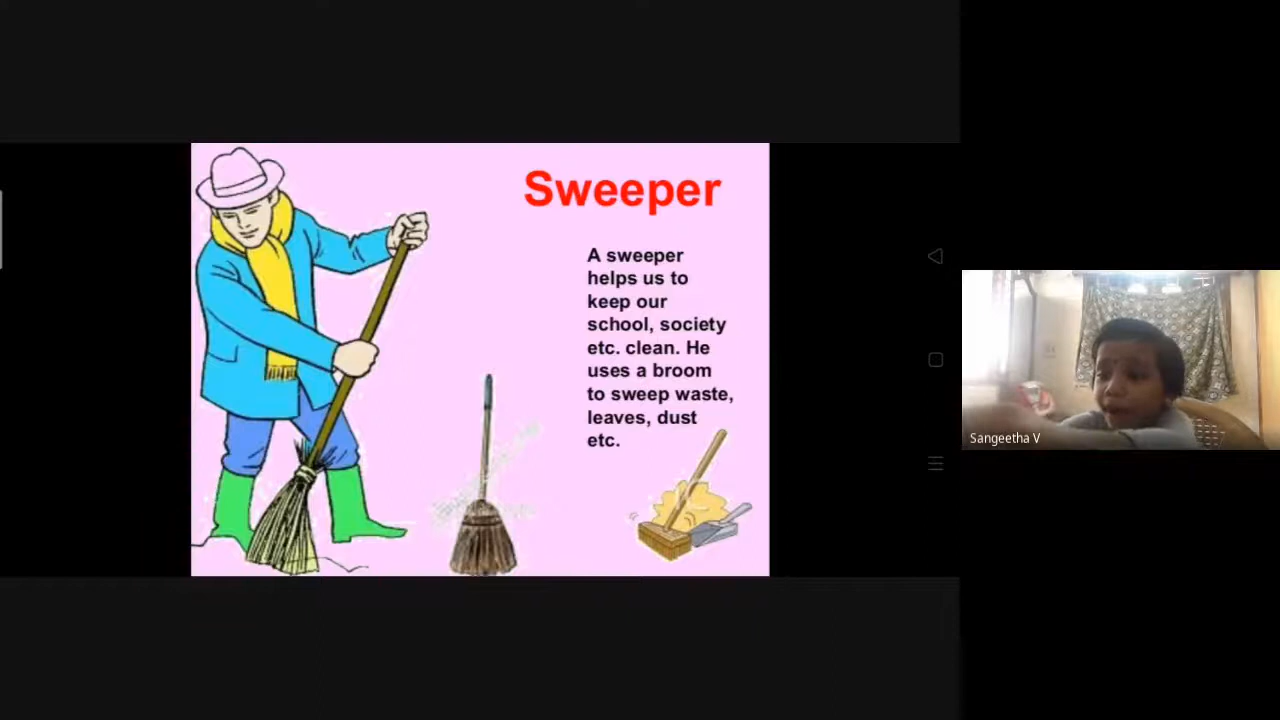 Sweeper
A sweeper
helps us to
keep our
school, society
etc. clean. He
uses a broom
to sweep waste,
leaves, dust
etc.
Sangeetha V